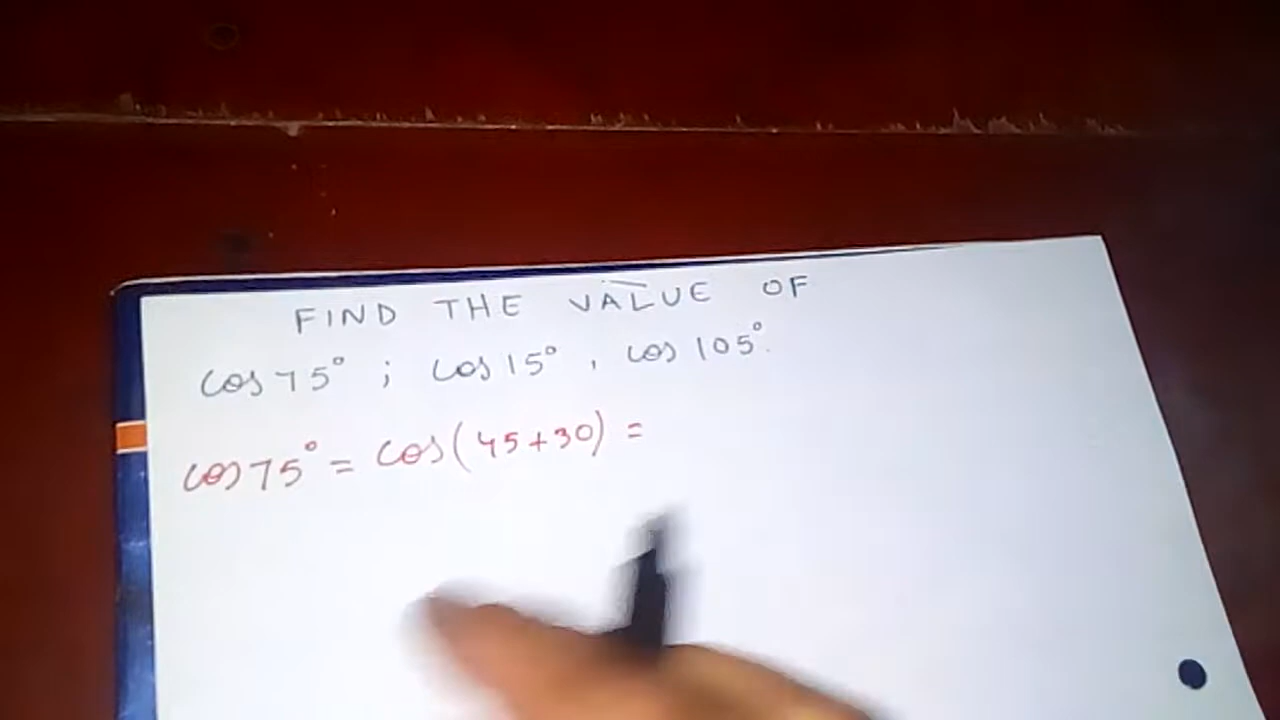 FIND THE VALUE OF
cos 75° ; cos 15° , cos 105°.
cos 75° = cos(45+30) =